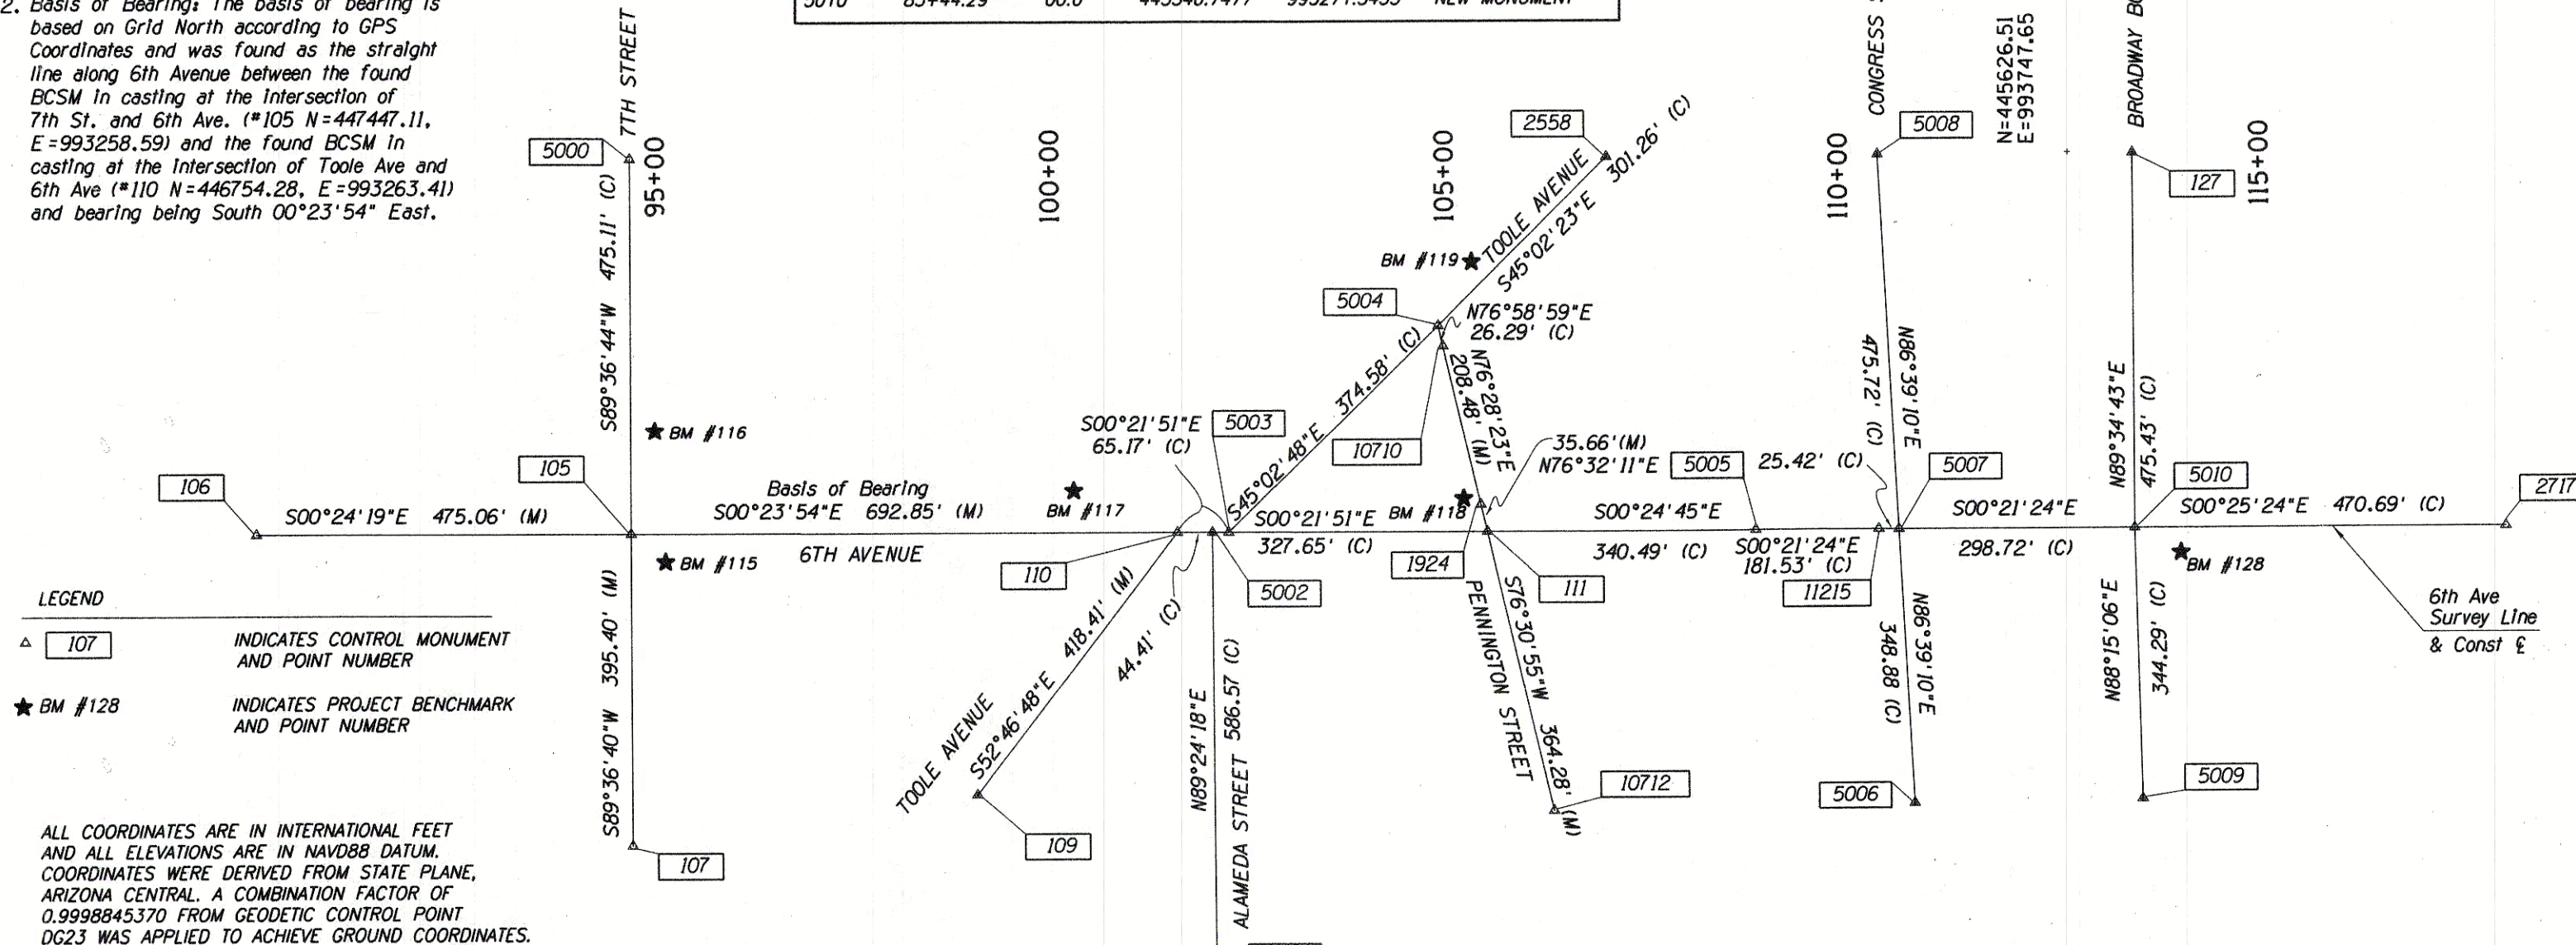 2. Basis of Bearing: The basis of bearing is
based on Grid North according to GPS
Coordinates and was found as the straight
line along 6th Avenue between the found
BCSM in casting at the intersection of
7th St. and 6th Ave. (#105 N=447447.11,
E=993258.59) and the found BCSM in
casting at the intersection of Toole Ave and
6th Ave (#110 N=446754.28, E=993263.41)
and bearing being South 00°23'54" East.
5010 85+44.29 NEW MONUMENT
7TH STREET
5000
95+00
S89°36'44"W 475.11' (C)
100+00
105+00
2558
TOOLE AVENUE
S45°02'23"E 301.26' (C)
BM #119
110+00
CONGRESS
5008
N=445626.51
E=993747.65
BROADWAY
127
115+00
5004
N76°58'59"E
26.29' (C)
N76°28'23"E
208.48' (M)
S45°02'48"E 374.58' (C)
10710
475.72' (C)
N86°39'10"E
N89°34'43"E
475.43' (C)
BM #116
105
106
S00°24'19"E 475.06' (M)
Basis of Bearing
S00°23'54"E 692.85' (M)
BM #117
S00°21'51"E
65.17' (C)
5003
35.66'(M)
N76°32'11"E
5005
25.42' (C)
5007
5010
2717
S00°21'51"E
327.65' (C)
BM #118
S00°24'45"E
340.49' (C)
S00°21'24"E
181.53' (C)
S00°21'24"E
298.72' (C)
S00°25'24"E 470.69' (C)
BM #115
6TH AVENUE
110
44.41' (C)
5002
1924
111
11215
BM #128
6th Ave
Survey Line
& Const ℄
S89°36'40"W 395.40' (M)
107
TOOLE AVENUE
S52°46'48"E 418.41' (M)
109
N89°24'18"E
ALAMEDA STREET 586.57 (C)
PENNINGTON STREET
S76°30'55"W 364.28' (M)
10712
348.88 (C)
N86°39'10"E
5006
N88°15'06"E
344.29' (C)
5009
LEGEND
107 INDICATES CONTROL MONUMENT
AND POINT NUMBER
BM #128 INDICATES PROJECT BENCHMARK
AND POINT NUMBER
ALL COORDINATES ARE IN INTERNATIONAL FEET
AND ALL ELEVATIONS ARE IN NAVD88 DATUM.
COORDINATES WERE DERIVED FROM STATE PLANE,
ARIZONA CENTRAL. A COMBINATION FACTOR OF
0.9998845370 FROM GEODETIC CONTROL POINT
DG23 WAS APPLIED TO ACHIEVE GROUND COORDINATES.